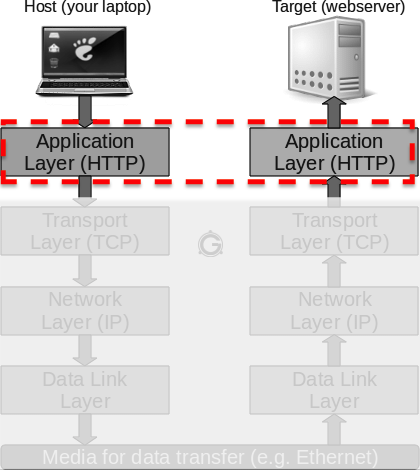 Host (your laptop)
Target (webserver)
Application
Layer (HTTP)
Application
Layer (HTTP)
Transport
Layer (TCP)
Transport
Layer (TCP)
Network
Layer (IP)
Network
Layer (IP)
Data Link
Layer
Data Link
Layer
Media for data transfer (e.g. Ethernet)